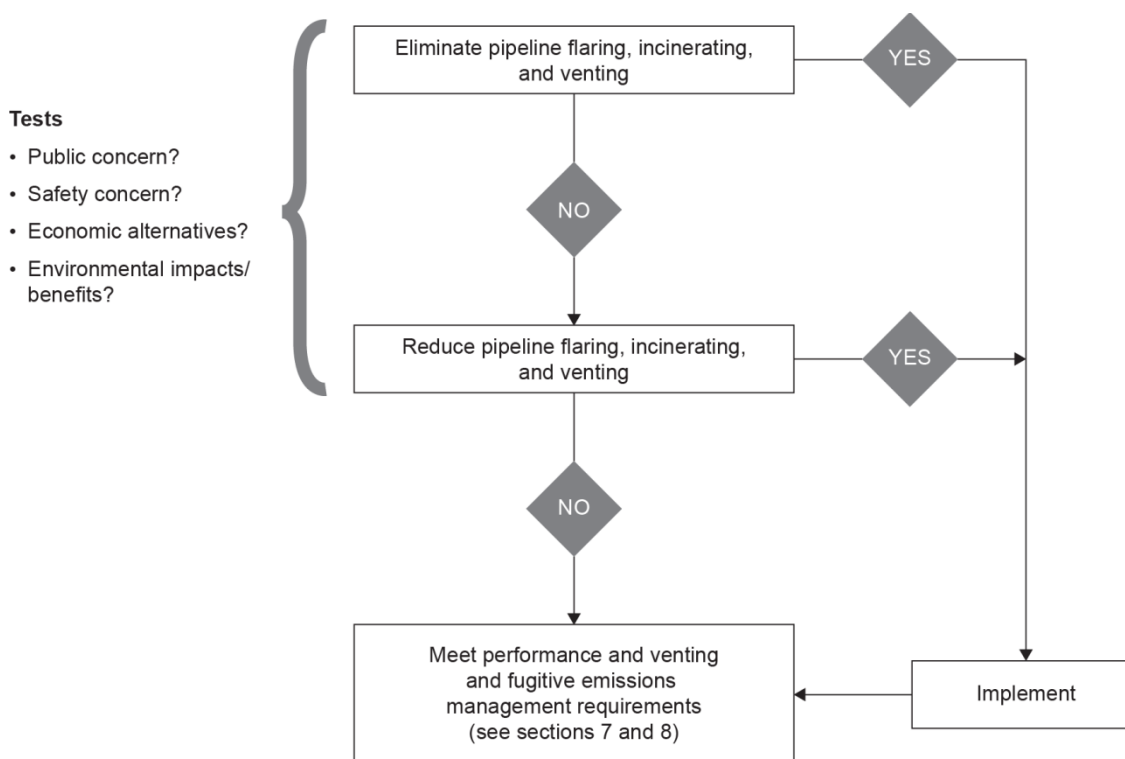 Eliminate pipeline flaring, incinerating,
and venting
YES
Tests
• Public concern?
• Safety concern?
• Economic alternatives?
• Environmental impacts/
benefits?
NO
Reduce pipeline flaring, incinerating,
and venting
YES
NO
Meet performance and venting
and fugitive emissions
management requirements
(see sections 7 and 8)
Implement